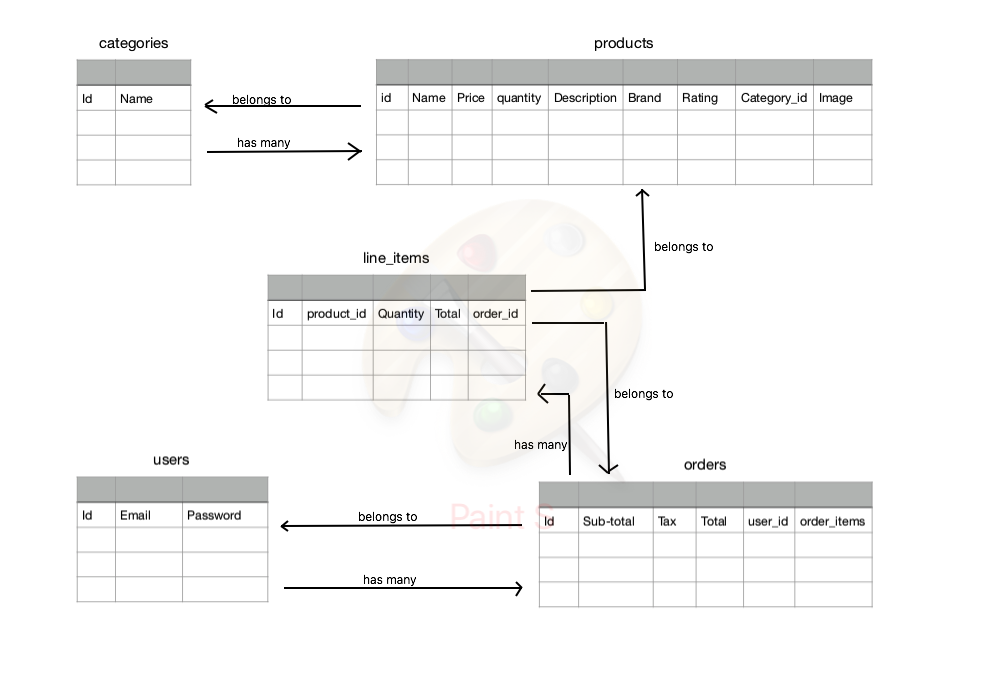 categories
products
Id Name
id Name Price quantity Description Brand Rating Category_id Image
belongs to
has many
belongs to
line_items
Id product_id Quantity Total order_id
belongs to
has many
users
orders
Id Email Password
belongs to
Paint S
Id Sub-total Tax Total user_id order_items
has many